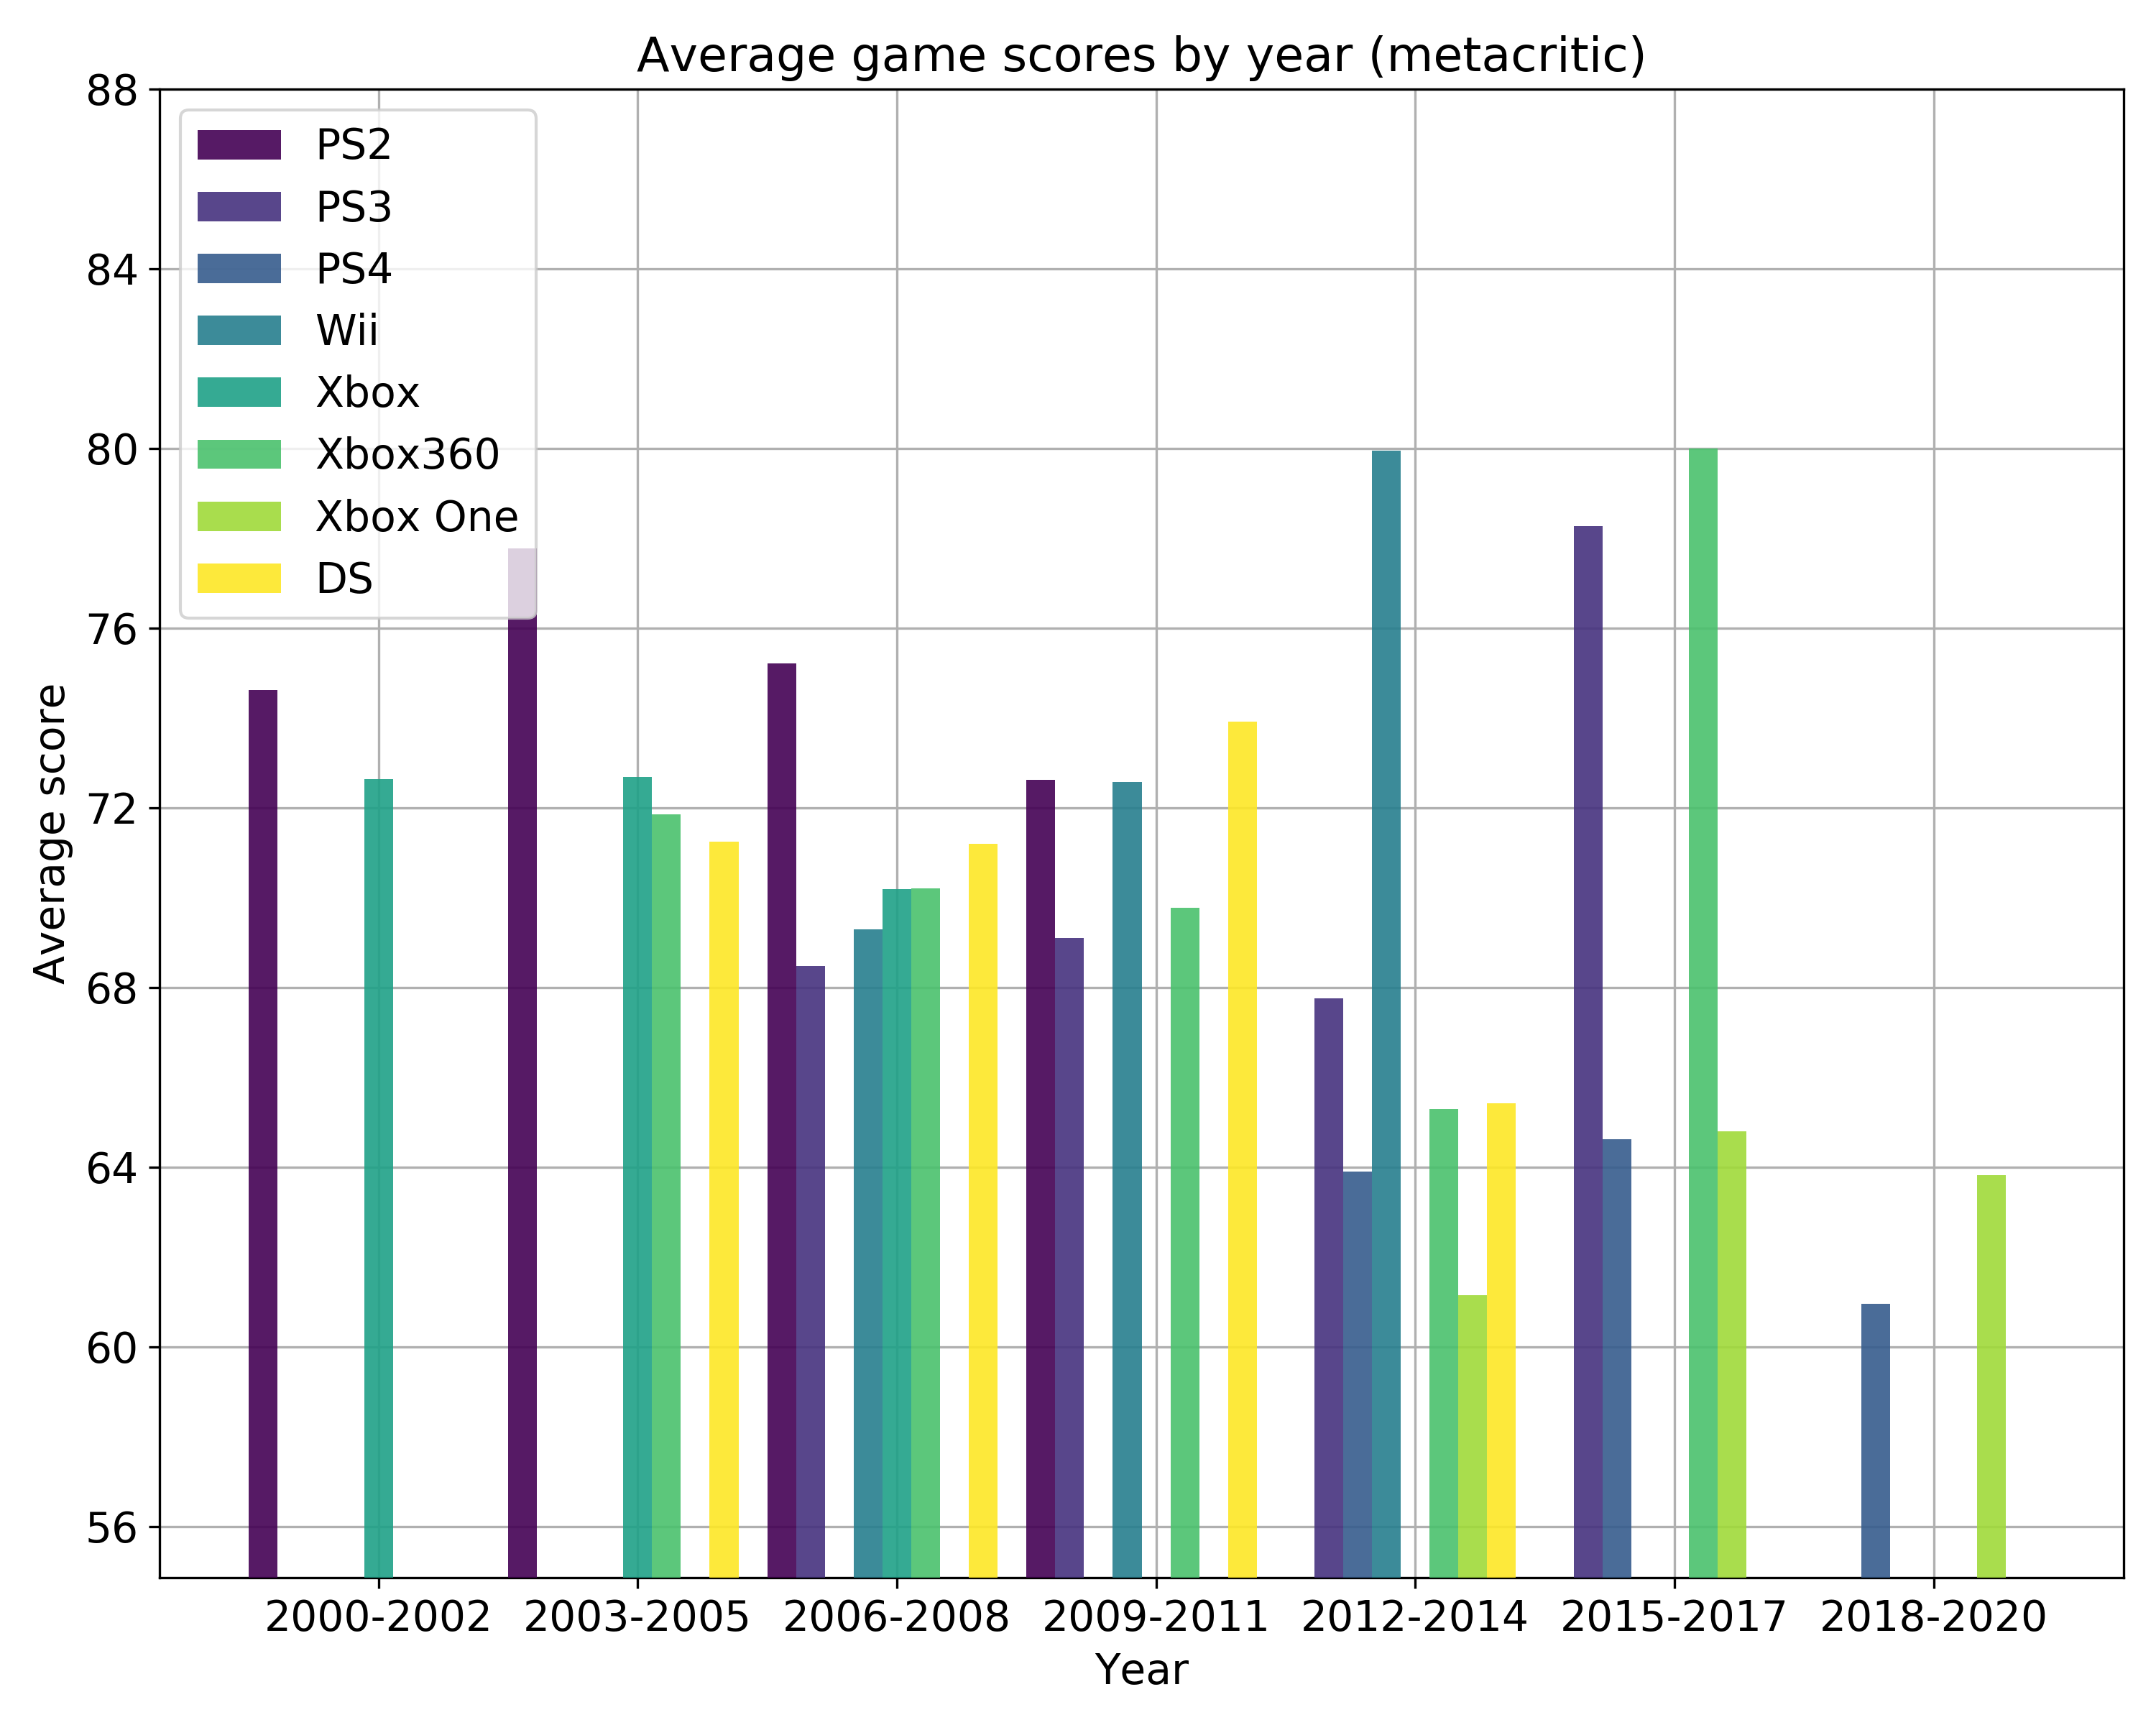 Average game scores by year (metacritic)
88
84
80
76
72
68
64
60
56
Average score
PS2
PS3
PS4
Wii
Xbox
Xbox360
Xbox One
DS
2000-2002 2003-2005 2006-2008 2009-2011 2012-2014 2015-2017 2018-2020
Year